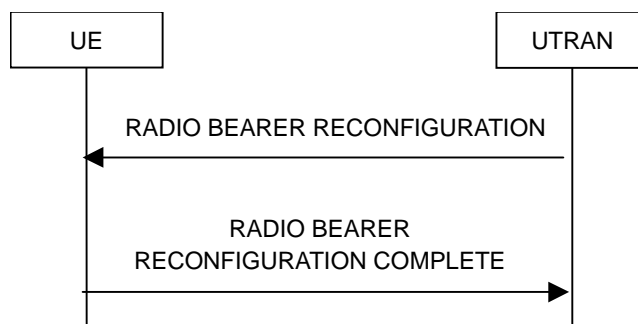 UE
UTRAN
RADIO BEARER RECONFIGURATION
RADIO BEARER
RECONFIGURATION COMPLETE